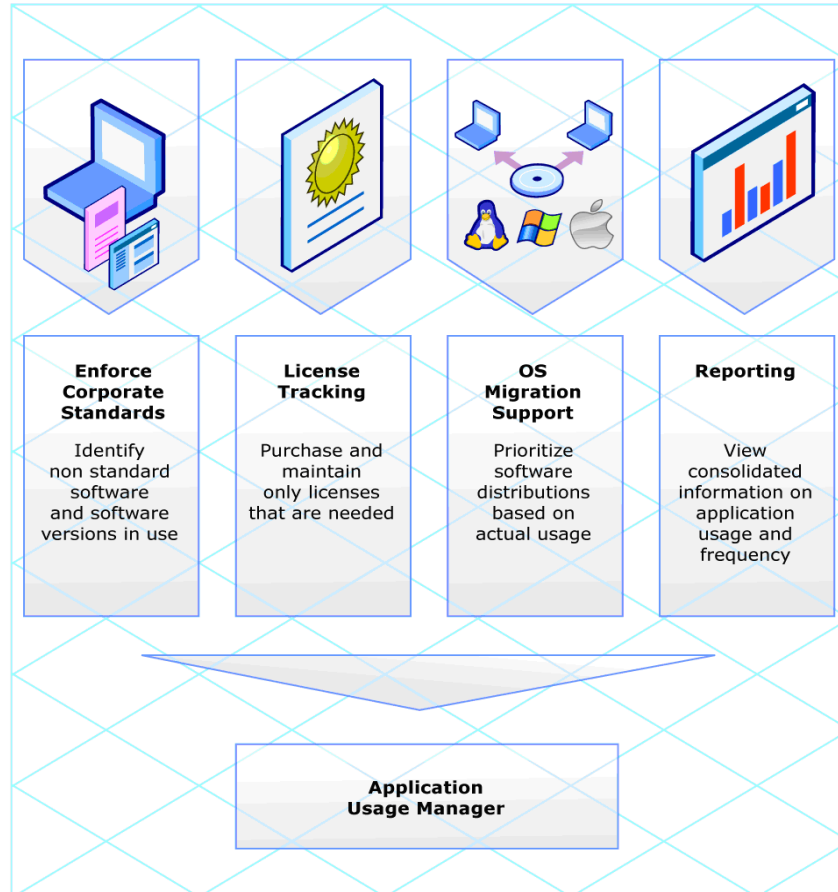 Enforce
Corporate
Standards
Identify
non standard
software
and software
versions in use
License
Tracking
Purchase and
maintain
only licenses
that are needed
OS
Migration
Support
Prioritize
software
distributions
based on
actual usage
Reporting
View
consolidated
information on
application
usage and
frequency
Application
Usage Manager